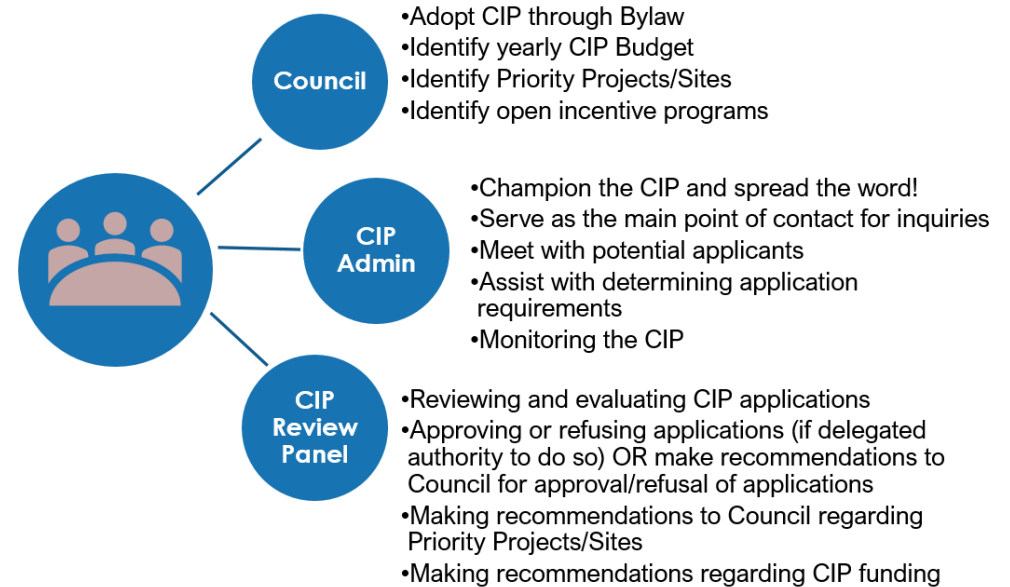 Council
•Adopt CIP through Bylaw
•Identify yearly CIP Budget
•Identify Priority Projects/Sites
•Identify open incentive programs
CIP
Admin
•Champion the CIP and spread the word!
•Serve as the main point of contact for inquiries
•Meet with potential applicants
•Assist with determining application
requirements
•Monitoring the CIP
CIP
Review
Panel
•Reviewing and evaluating CIP applications
•Approving or refusing applications (if delegated
authority to do so) OR make recommendations to
Council for approval/refusal of applications
•Making recommendations to Council regarding
Priority Projects/Sites
•Making recommendations regarding CIP funding